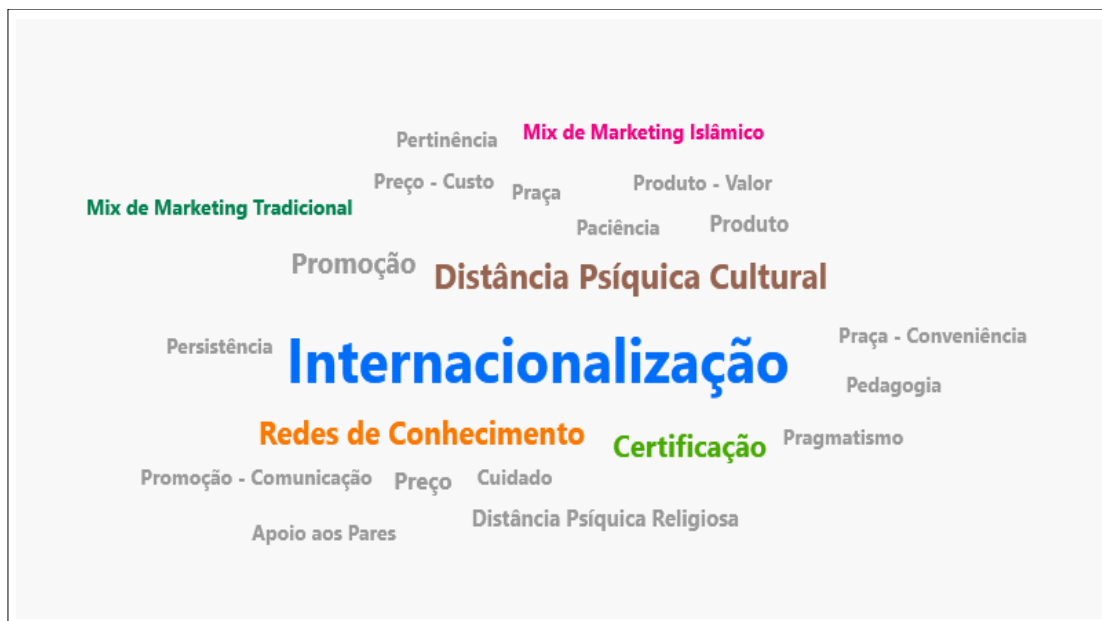 Pertinência
Mix de Marketing Islâmico
Preço - Custo
Praça
Produto - Valor
Mix de Marketing Tradicional
Paciência
Produto
Promoção
Distância Psíquica Cultural
Persistência
Internacionalização
Praça - Conveniência
Pedagogia
Redes de Conhecimento
Certificação
Pragmatismo
Promoção - Comunicação
Preço
Cuidado
Distância Psíquica Religiosa
Apoio aos Pares